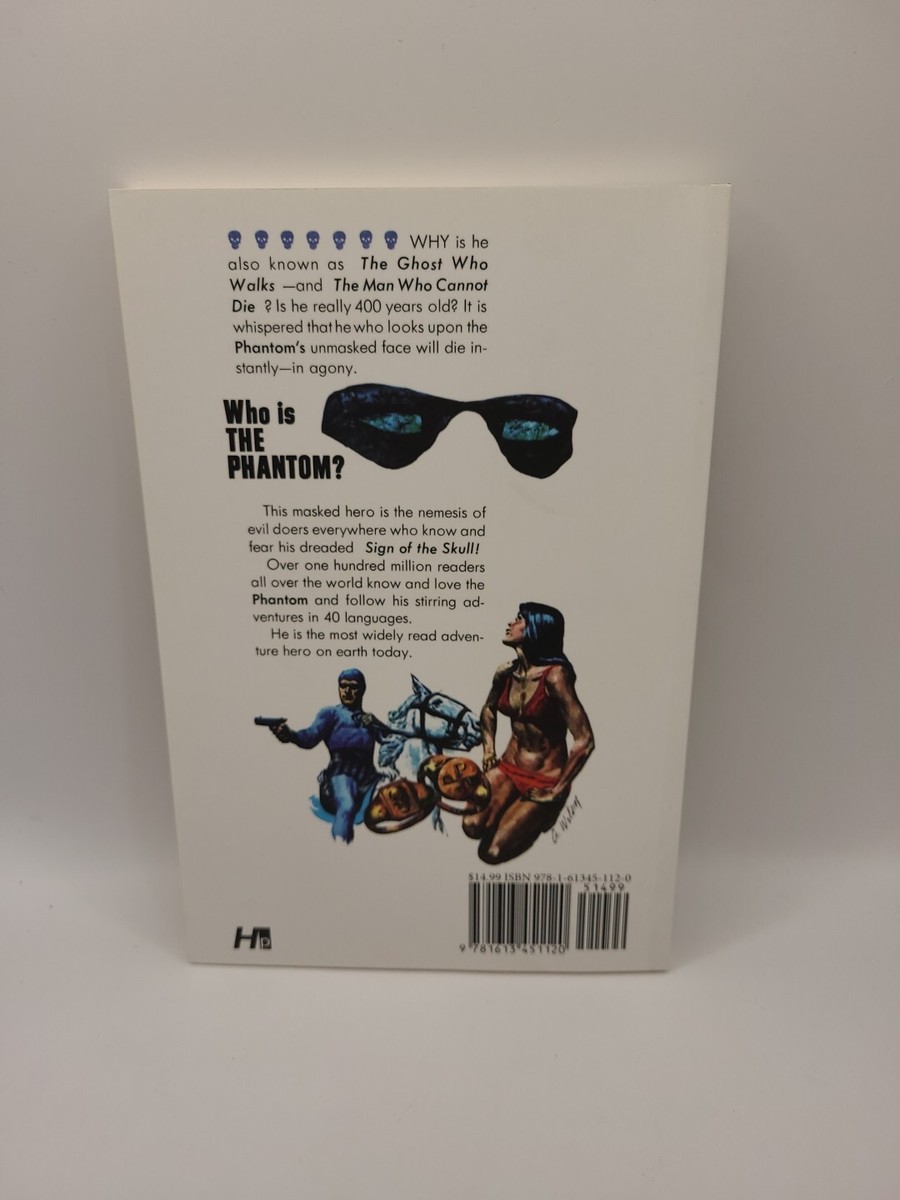 WHY is he
also known as The Ghost Who
Walks —and The Man Who Cannot
Die ? Is he really 400 years old? It is
whispered that he who looks upon the
Phantom's unmasked face will die in-
stantly—in agony.
Who is
THE
PHANTOM?
This masked hero is the nemesis of
evil doers everywhere who know and
fear his dreaded Sign of the Skull!
Over one hundred million readers
all over the world know and love the
Phantom and follow his stirring ad-
ventures in 40 languages.
He is the most widely read adven-
ture hero on earth today.
G. Wilson
$14.99 ISBN 978-1-61345-112-0
51499
9 781613 451120
Hp